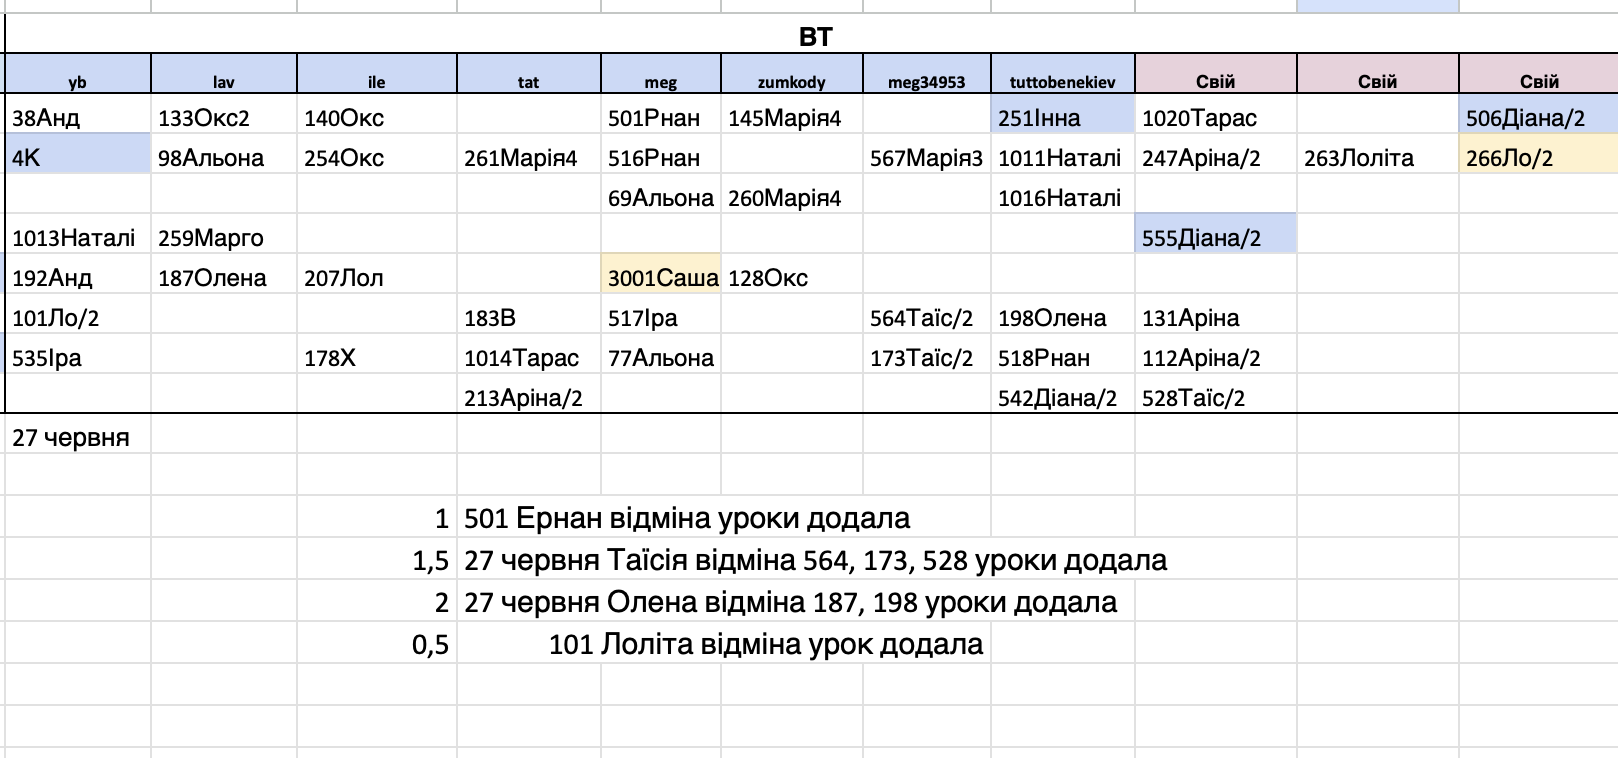 ВТ
yb lav ile tat meg zumkody meg34953 tuttobenekiev Свій Свій Свій
38Анд 133Окс2 140Окс 501Рнан 145Марія4 251Інна 1020Тарас 506Діана/2
4К 98Альона 254Окс 261Марія4 516Рнан 567Марія3 1011Наталі 247Аріна/2 263Лоліта 266Ло/2
69Альона 260Марія4 1016Наталі
1013Наталі 259Марго 555Діана/2
192Анд 187Олена 207Лол 3001Саша 128Окс
101Ло/2 183В 517Іра 564Таїс/2 198Олена 131Аріна
535Іра 178Х 1014Тарас 77Альона 173Таїс/2 518Рнан 112Аріна/2
213Аріна/2 542Діана/2 528Таїс/2
27 червня
1 501 Ернан відміна уроки додала
1,5 27 червня Таїсія відміна 564, 173, 528 уроки додала
2 27 червня Олена відміна 187, 198 уроки додала
0,5 101 Лоліта відміна урок додала